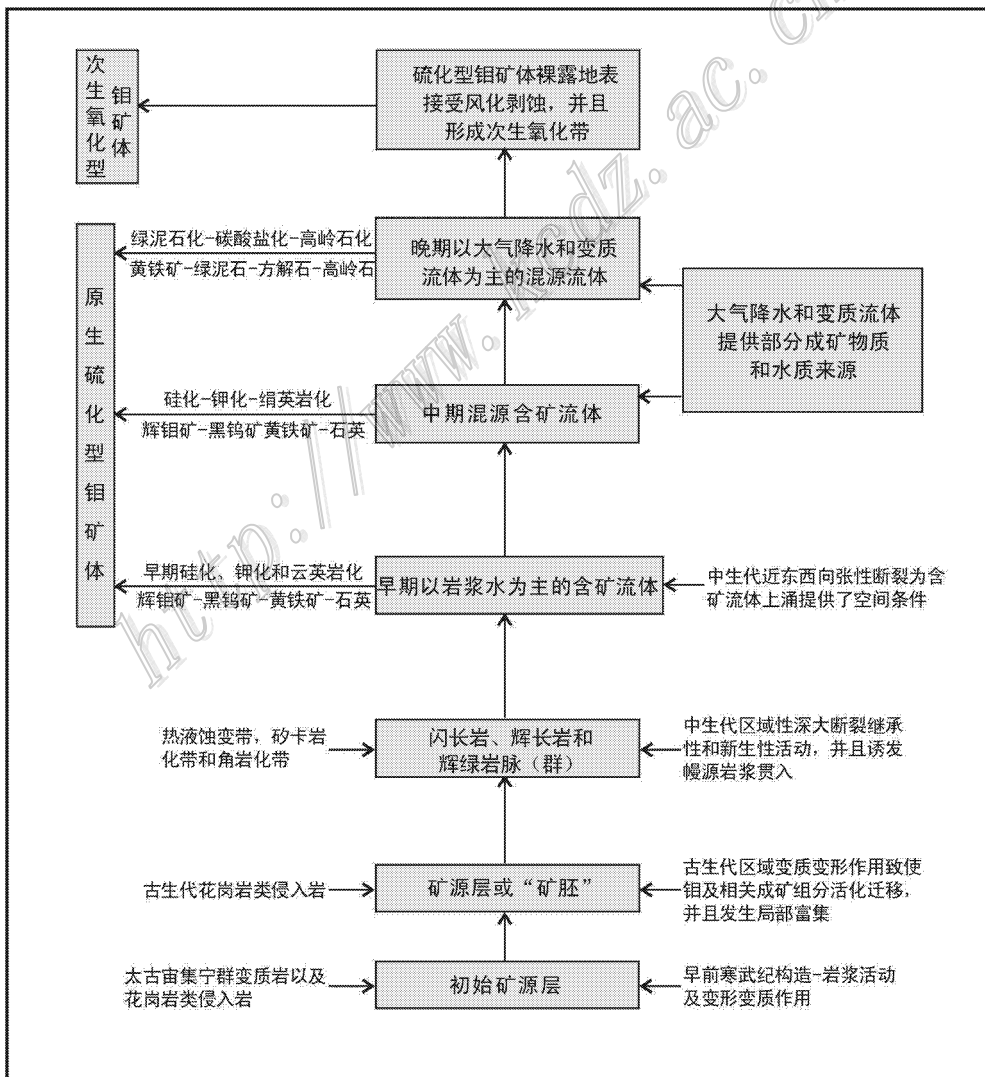 次生氧化型
钼矿体
硫化型钼矿体裸露地表
接受风化剥蚀,并且
形成次生氧化带
原生硫化型钼矿体
绿泥石化-碳酸盐化-高岭石化
黄铁矿-绿泥石-方解石-高岭石
晚期以大气降水和变质
流体为主的混源流体
大气降水和变质流体
提供部分成矿物质
和水质来源
硅化-钾化-绢英岩化
辉钼矿-黑钨矿黄铁矿-石英
中期混源含矿流体
早期硅化、钾化和云英岩化
辉钼矿-黑钨矿-黄铁矿-石英
早期以岩浆水为主的含矿流体
中生代近东西向张性断裂为含
矿流体上涌提供了空间条件
热液蚀变带,矽卡岩
化带和角岩化带
闪长岩、辉长岩和
辉绿岩脉(群)
中生代区域性深大断裂继承
性和新生性活动,并且诱发
幔源岩浆贯入
古生代花岗岩类侵入岩
矿源层或“矿胚”
古生代区域变质变形作用致使
钼及相关成矿组分活化迁移,
并且发生局部富集
太古宙集宁群变质岩以及
花岗岩类侵入岩
初始矿源层
早前寒武纪构造-岩浆活动
及变形变质作用
http://www.kcdz.ac.